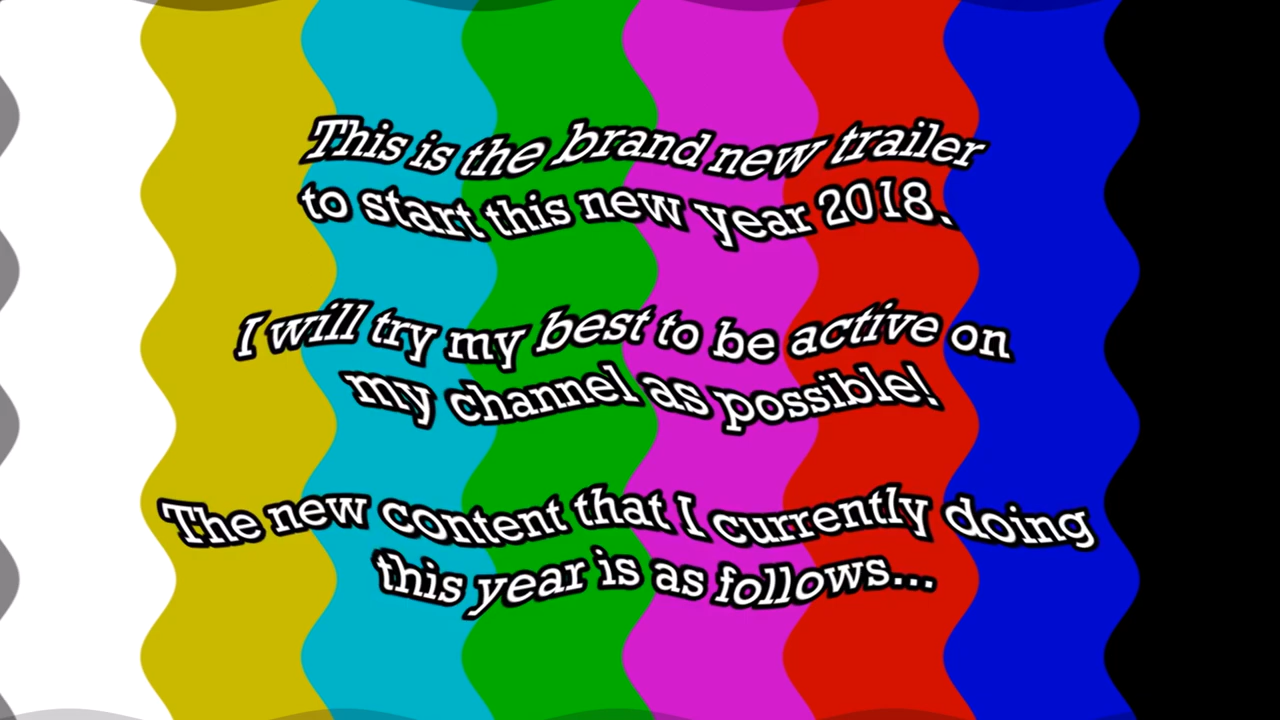 This is the brand new trailer
to start this new year 2018.
I will try my best to be active on
my channel as possible!
The new content that I currently doing
this year is as follows...